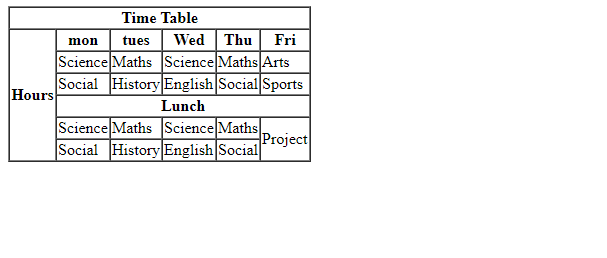 Time Table
mon tues Wed Thu Fri
Science Maths Science Maths Arts
Social History English Social Sports
Hours
Lunch
Science Maths Science Maths
Project
Social History English Social